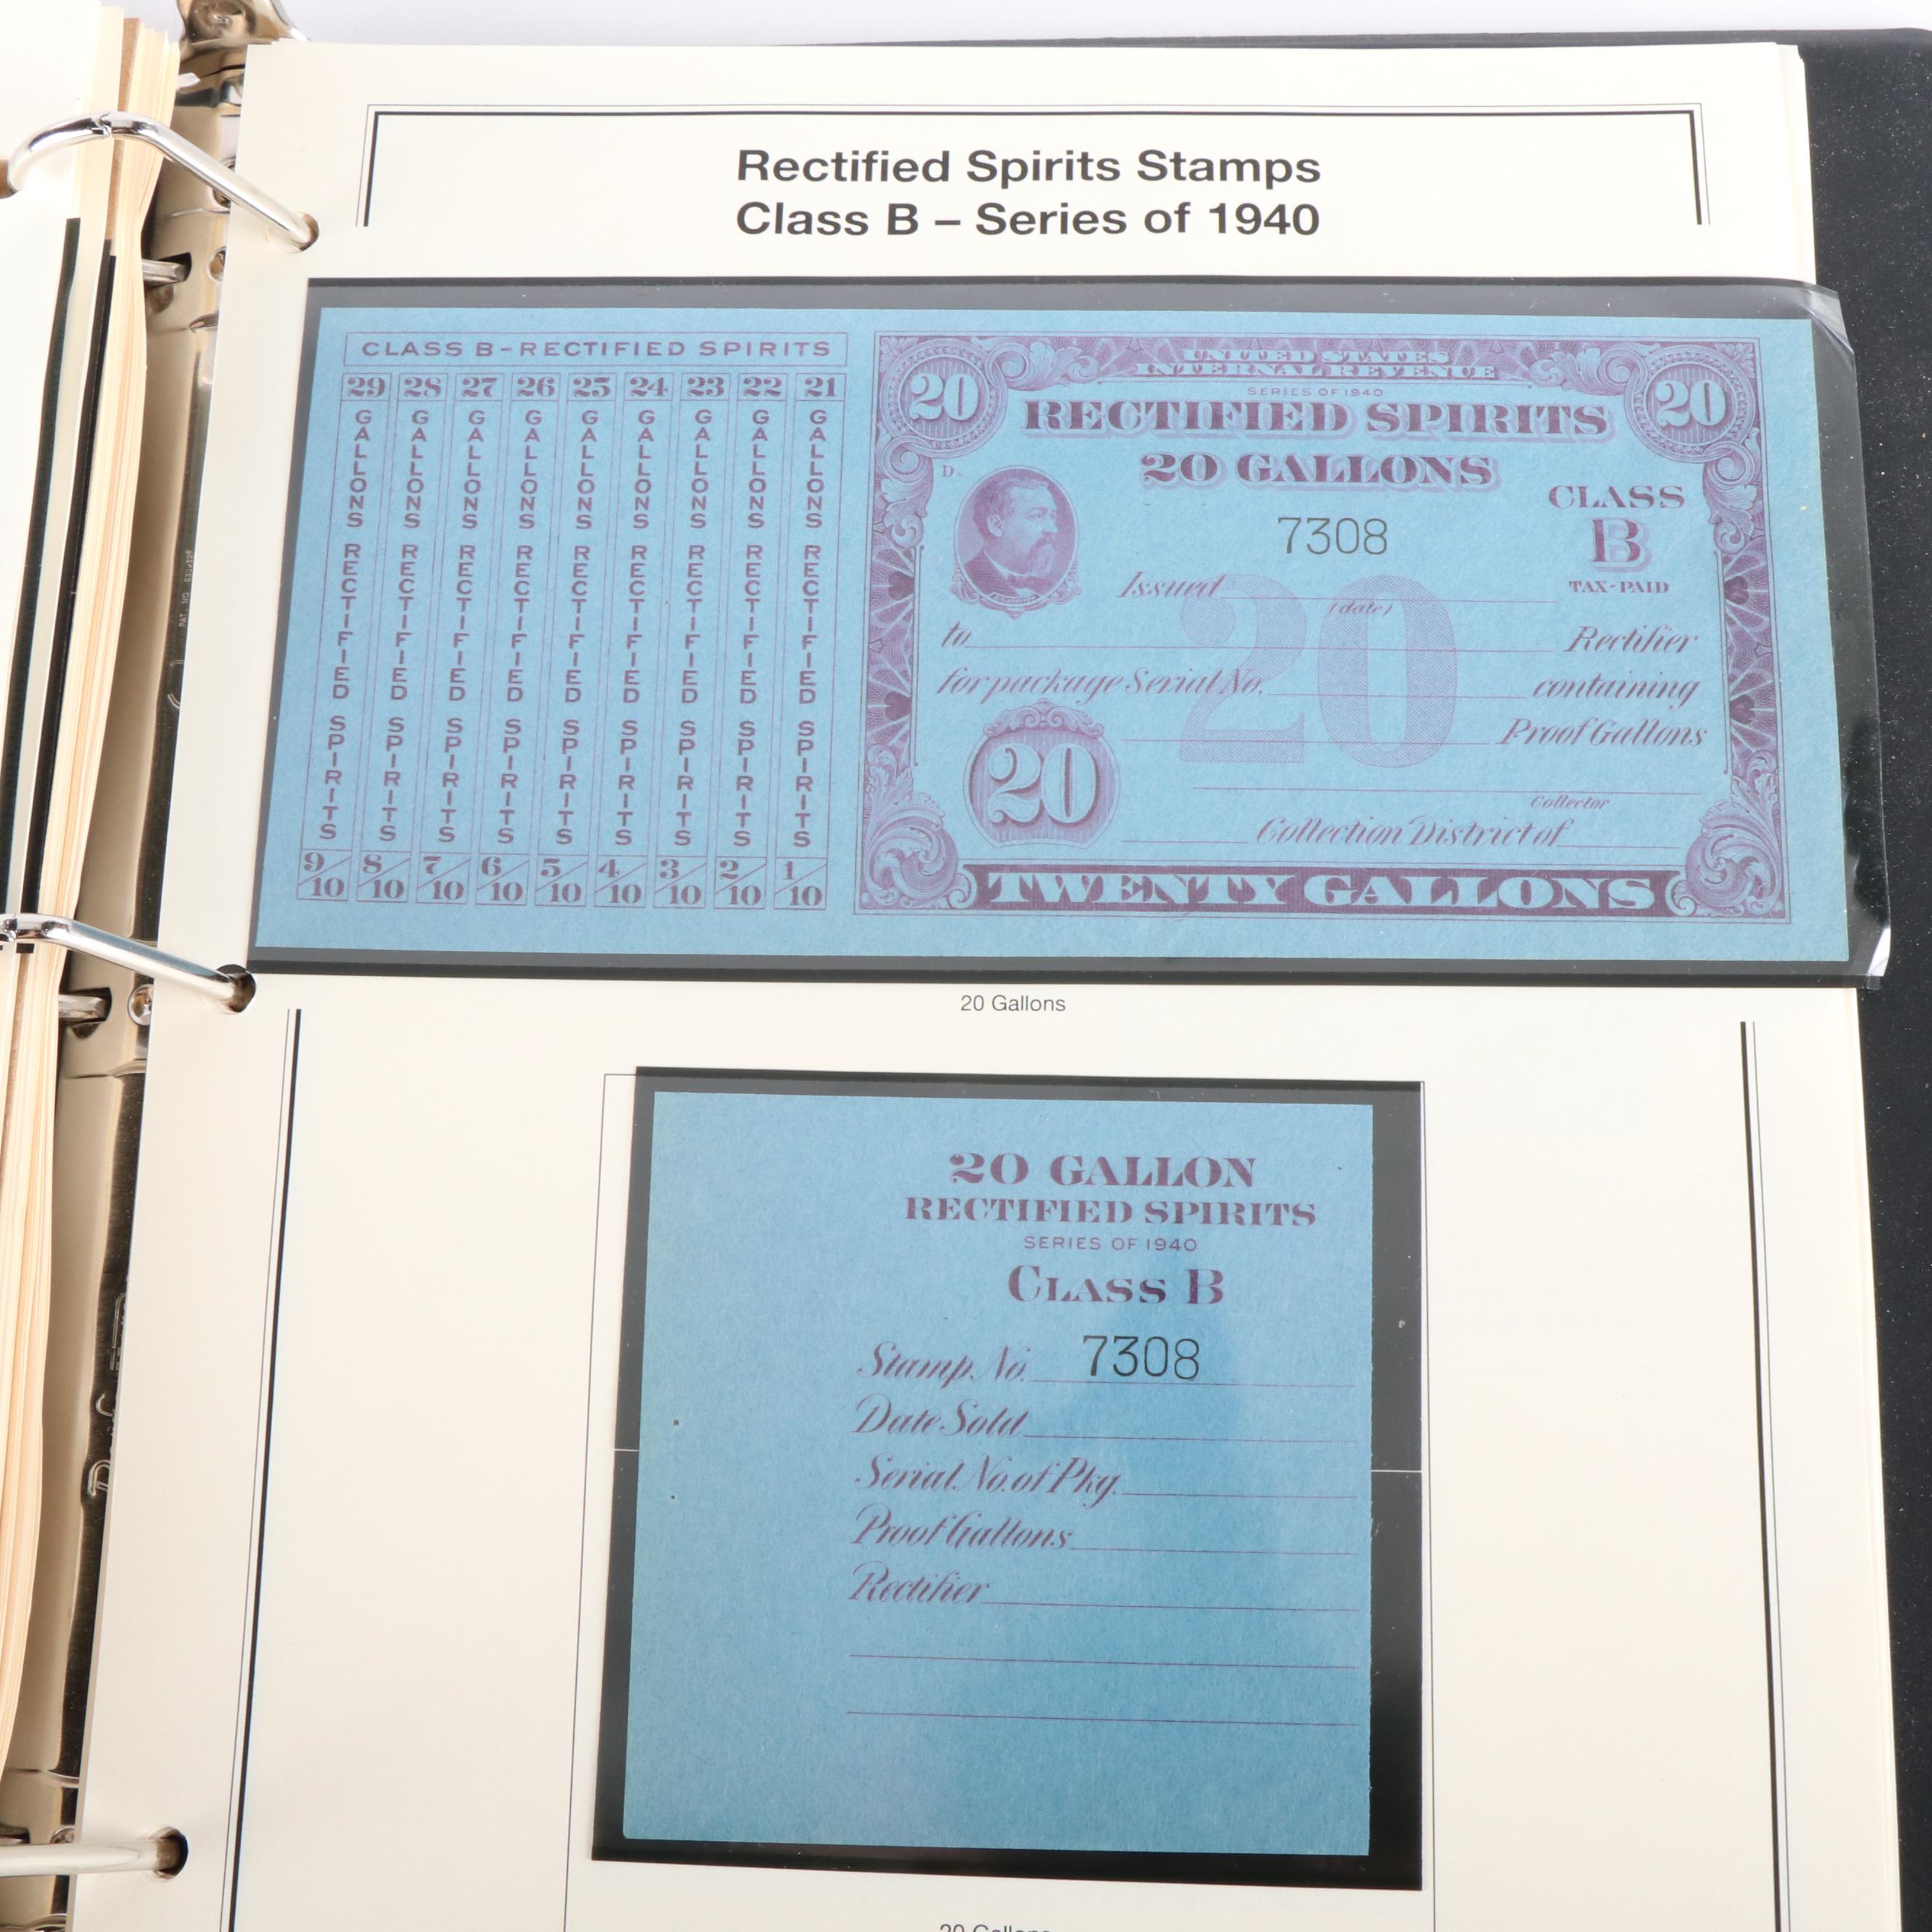 Rectified Spirits Stamps
Class B – Series of 1940
CLASS B-RECTIFIED SPIRITS
29 28 27 26 25 24 23 22 21
GALLONS RECTIFIED SPIRITS
GALLONS RECTIFIED SPIRITS
GALLONS RECTIFIED SPIRITS
GALLONS RECTIFIED SPIRITS
GALLONS RECTIFIED SPIRITS
GALLONS RECTIFIED SPIRITS
GALLONS RECTIFIED SPIRITS
GALLONS RECTIFIED SPIRITS
GALLONS RECTIFIED SPIRITS
9/10 8/10 7/10 6/10 5/10 4/10 3/10 2/10 1/10
UNITED STATES
INTERNAL REVENUE
20 20
SERIES OF 1940
RECTIFIED SPIRITS
20 GALLONS
D.
CLASS
B
TAX-PAID
7308
Issued
(date)
20
to Rectifier
for package Serial No. containing
Proof Gallons
20
Collector
Collection District of
TWENTY GALLONS
20 Gallons
20 GALLON
RECTIFIED SPIRITS
SERIES OF 1940
CLASS B
Stamp No. 7308
Date Sold
Serial No. of Pkg.
Proof Gallons
Rectifier
20 Gallons